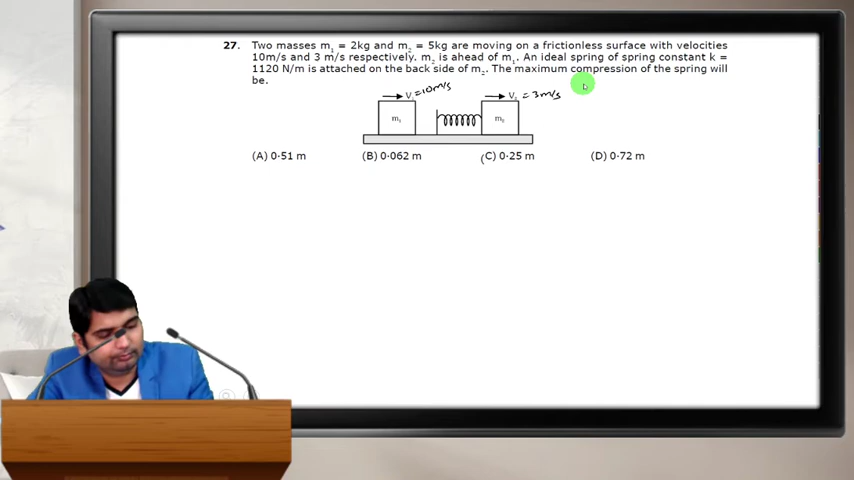 27. Two masses m₁ = 2kg and m₂ = 5kg are moving on a frictionless surface with velocities
10m/s and 3 m/s respectively. m₂ is ahead of m₁. An ideal spring of spring constant k =
1120 N/m is attached on the back side of m₂. The maximum compression of the spring will
be.
V₁ =10m/s V₂ = 3m/s
m₁ m₂
(A) 0·51 m (B) 0·062 m (C) 0·25 m (D) 0·72 m